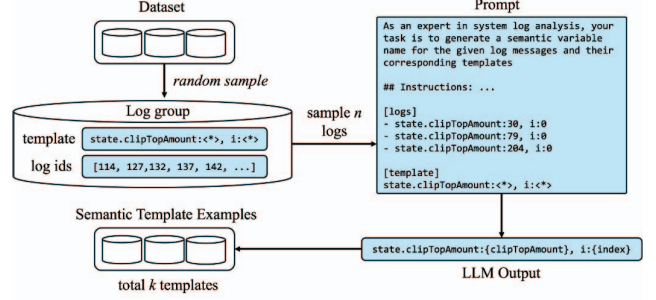 Dataset
random sample
Log group
template
state.clipTopAmount:<*>, i:<*>
log ids
[114, 127,132, 137, 142, ...]
sample n
logs
Prompt
As an expert in system log analysis, your
task is to generate a semantic variable
name for the given log messages and their
corresponding templates
## Instructions: ...
[logs]
- state.clipTopAmount:30, i:0
- state.clipTopAmount:79, i:0
- state.clipTopAmount:204, i:0
[template]
state.clipTopAmount:<*>, i:<*>
Semantic Template Examples
total k templates
state.clipTopAmount:{clipTopAmount}, i:{index}
LLM Output